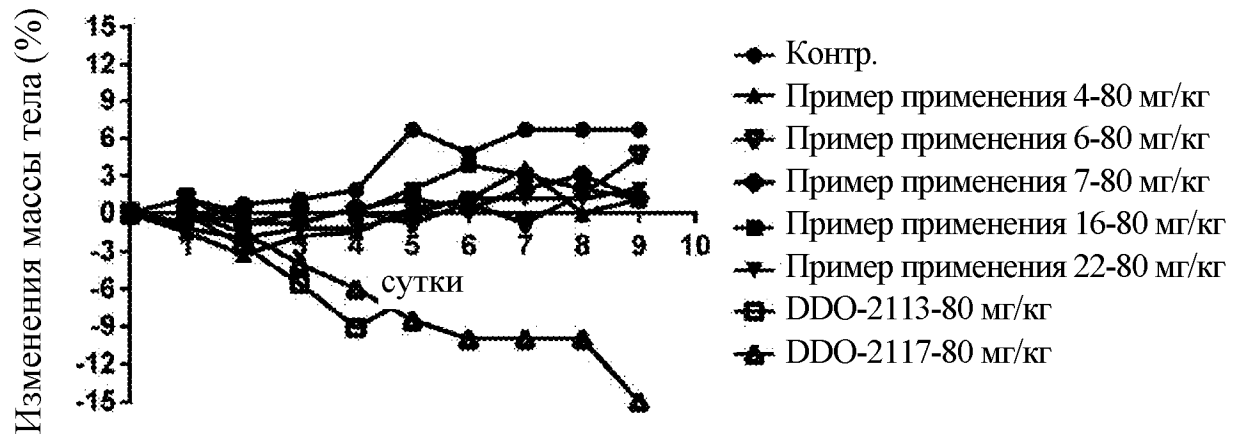 Изменения массы тела (%)
15
12
9
6
3
0
-3
-6
-9
-12
-15
1 2 3 4 5 6 7 8 9 10
сутки
Контр.
Пример применения 4-80 мг/кг
Пример применения 6-80 мг/кг
Пример применения 7-80 мг/кг
Пример применения 16-80 мг/кг
Пример применения 22-80 мг/кг
DDO-2113-80 мг/кг
DDO-2117-80 мг/кг